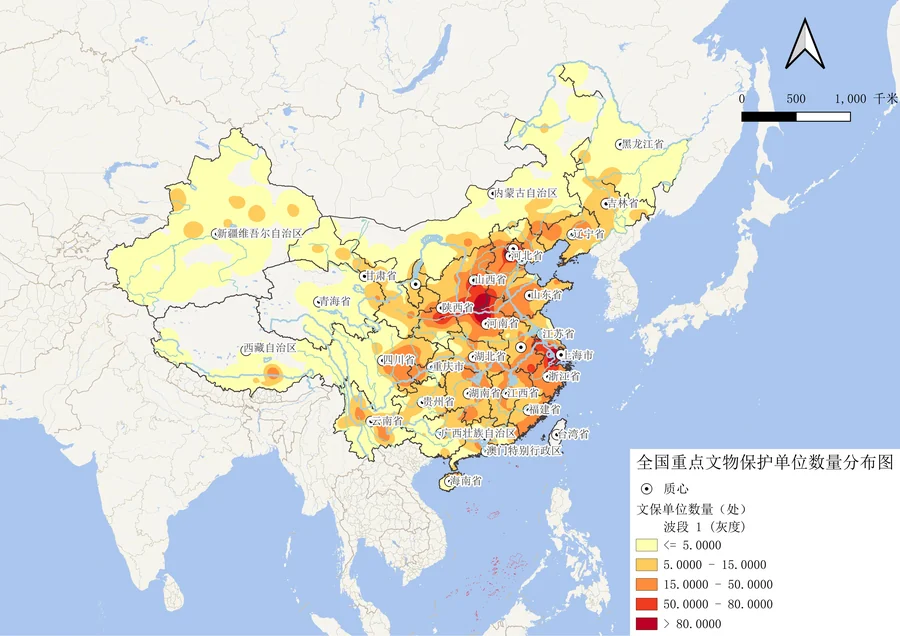 0 500 1,000 千米
黑龙江省
内蒙古自治区
吉林省
新疆维吾尔自治区
辽宁省
河北省
甘肃省
山西省
青海省
山东省
陕西省
河南省
江苏省
西藏自治区
上海市
四川省
湖北省
重庆市
浙江省
湖南省
江西省
贵州省
福建省
云南省
广西壮族自治区
台湾省
澳门特别行政区
海南省
全国重点文物保护单位数量分布图
质心
文保单位数量（处）
波段 1 (灰度)
<= 5.0000
5.0000 - 15.0000
15.0000 - 50.0000
50.0000 - 80.0000
> 80.0000